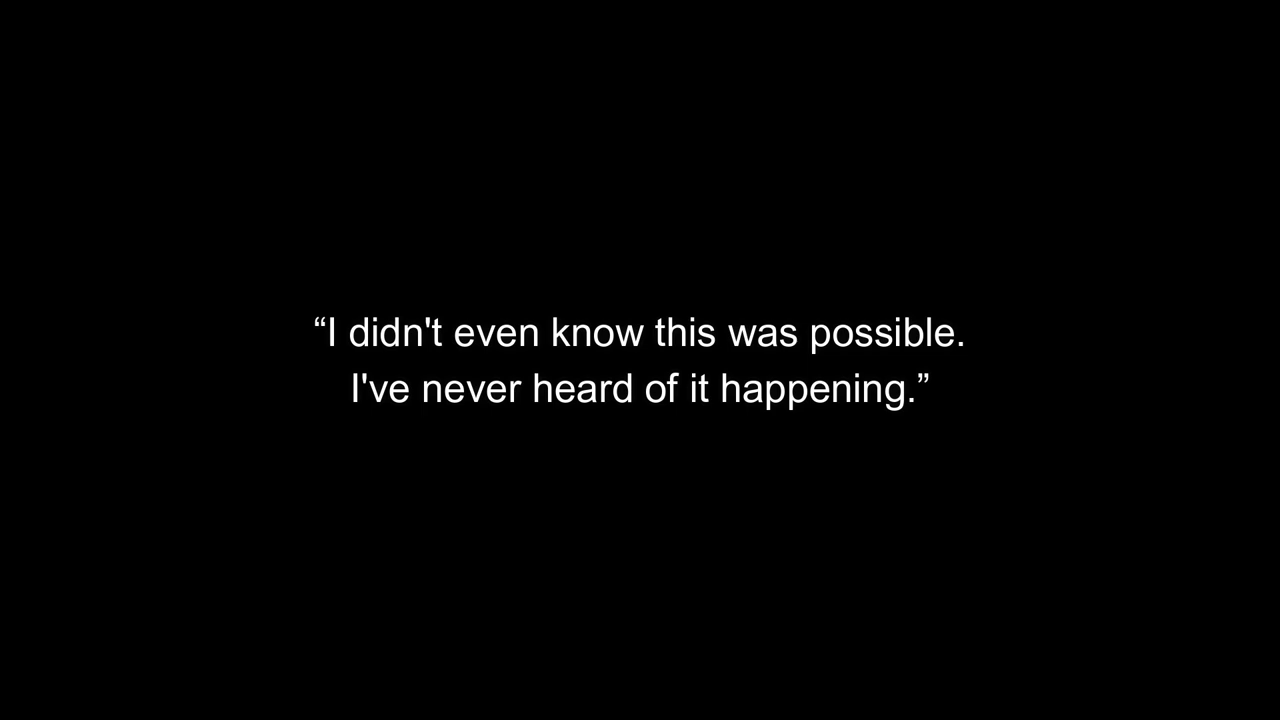 “I didn't even know this was possible.
I've never heard of it happening.”